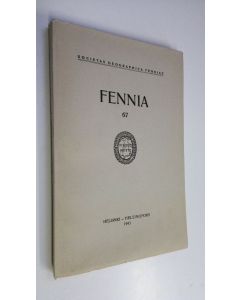 SOCIETAS GEOGRAPHICA FENNIAE
FENNIA
67
HELSINKI – HELSINGFORS